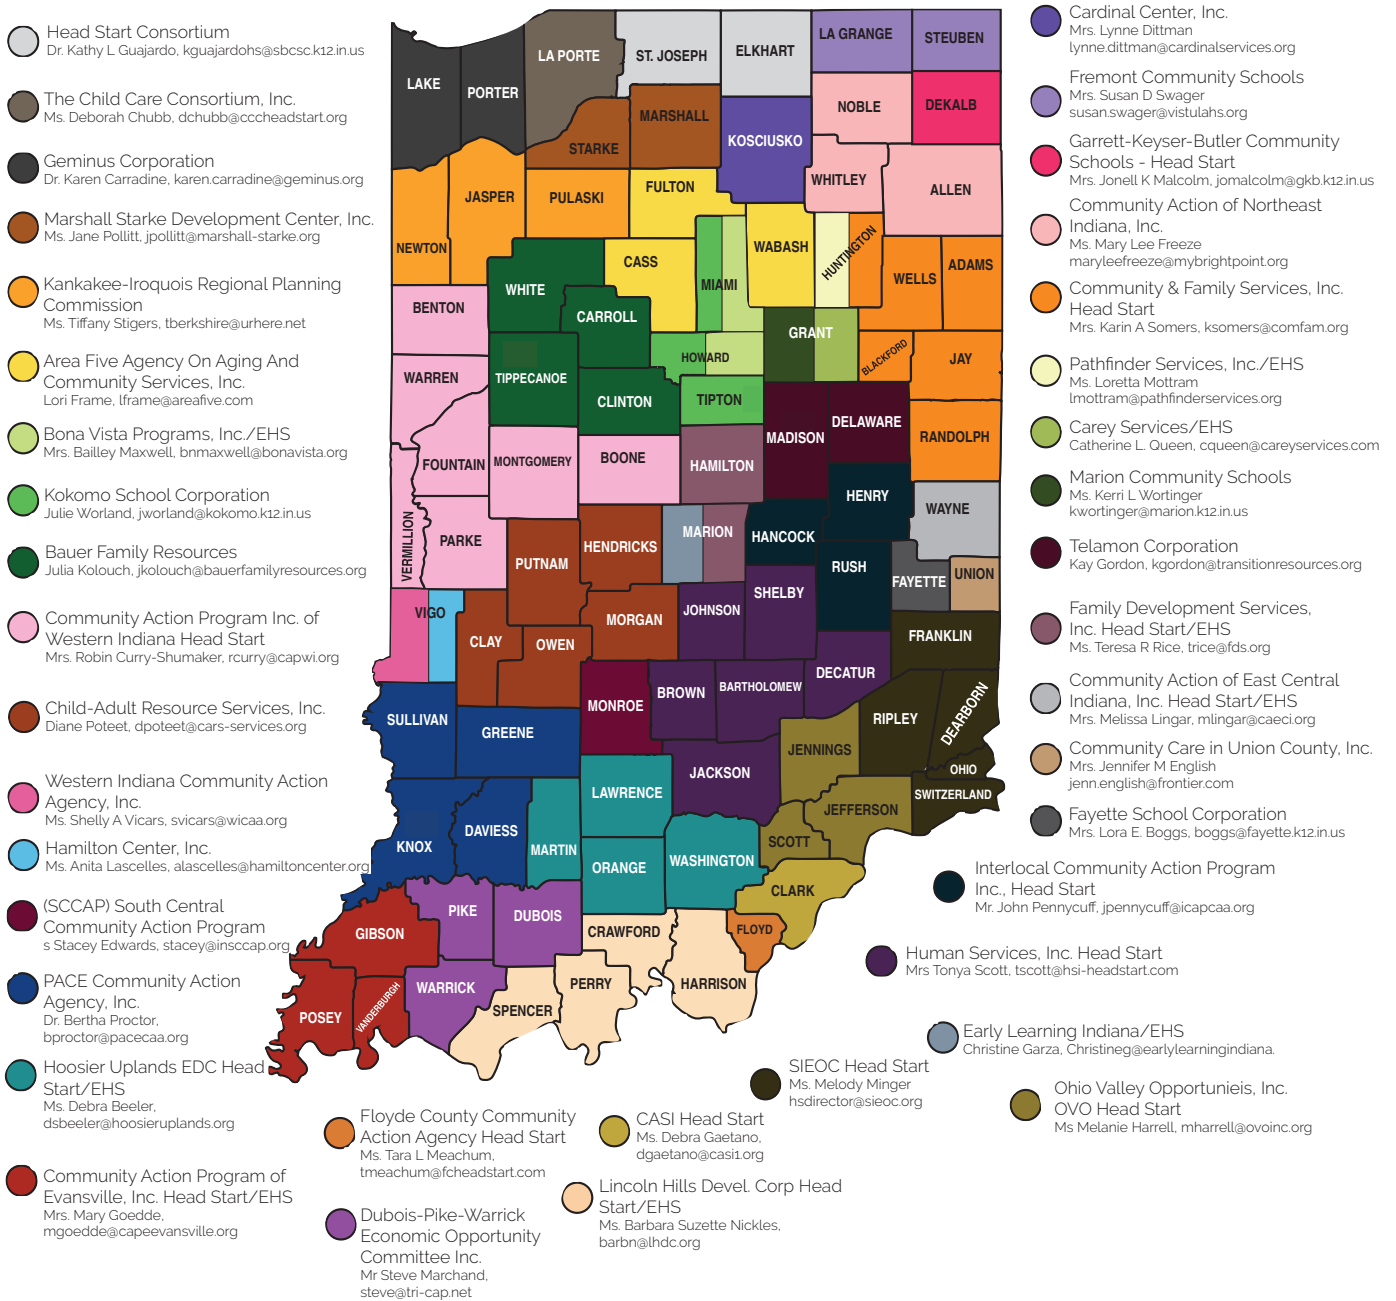 Head Start Consortium
Dr. Kathy L Guajardo, kguajardohs@sbcsc.k12.in.us
The Child Care Consortium, Inc.
Ms. Deborah Chubb, dchubb@cccheadstart.org
Geminus Corporation
Dr. Karen Carradine, karen.carradine@geminus.org
Marshall Starke Development Center, Inc.
Ms. Jane Pollitt, jpollitt@marshall-starke.org
Kankakee-Iroquois Regional Planning
Commission
Ms. Tiffany Stigers, tberkshire@urhere.net
Area Five Agency On Aging And
Community Services, Inc.
Lori Frame, lframe@areafive.com
Bona Vista Programs, Inc./EHS
Mrs. Bailley Maxwell, bnmaxwell@bonavista.org
Kokomo School Corporation
Julie Worland, jworland@kokomo.k12.in.us
Bauer Family Resources
Julia Kolouch, jkolouch@bauerfamilyresources.org
Community Action Program Inc. of
Western Indiana Head Start
Mrs. Robin Curry-Shumaker, rcurry@capwi.org
Child-Adult Resource Services, Inc.
Diane Poteet, dpoteet@cars-services.org
Western Indiana Community Action
Agency, Inc.
Ms. Shelly A Vicars, svicars@wicaa.org
Hamilton Center, Inc.
Ms. Anita Lascelles, alascelles@hamiltoncenter.org
(SCCAP) South Central
Community Action Program
s Stacey Edwards, stacey@insccap.org
PACE Community Action
Agency, Inc.
Dr. Bertha Proctor,
bproctor@pacecaa.org
Hoosier Uplands EDC Head
Start/EHS
Ms. Debra Beeler,
dsbeeler@hoosieruplands.org
Community Action Program of
Evansville, Inc. Head Start/EHS
Mrs. Mary Goedde,
mgoedde@capeevansville.org
LAKE
PORTER
LA PORTE
ST. JOSEPH
ELKHART
LA GRANGE
STEUBEN
MARSHALL
STARKE
KOSCIUSKO
NOBLE
DEKALB
WHITLEY
ALLEN
NEWTON
JASPER
PULASKI
FULTON
CASS
MIAMI
WABASH
HUNTINGTON
WELLS
ADAMS
BENTON
WHITE
CARROLL
HOWARD
GRANT
BLACKFORD
JAY
WARREN
TIPPECANOE
CLINTON
TIPTON
MADISON
DELAWARE
RANDOLPH
FOUNTAIN
MONTGOMERY
BOONE
HAMILTON
HENRY
WAYNE
VERMILLION
PARKE
PUTNAM
HENDRICKS
MARION
HANCOCK
RUSH
FAYETTE
UNION
VIGO
CLAY
OWEN
MORGAN
JOHNSON
SHELBY
FRANKLIN
SULLIVAN
GREENE
MONROE
BROWN
BARTHOLOMEW
DECATUR
RIPLEY
DEARBORN
OHIO
SWITZERLAND
JENNINGS
JACKSON
JEFFERSON
LAWRENCE
KNOX
DAVIESS
MARTIN
ORANGE
WASHINGTON
SCOTT
CLARK
GIBSON
PIKE
DUBOIS
CRAWFORD
FLOYD
HARRISON
POSEY
VANDERBURGH
WARRICK
SPENCER
PERRY
Cardinal Center, Inc.
Mrs. Lynne Dittman
lynne.dittman@cardinalservices.org
Fremont Community Schools
Mrs. Susan D Swager
susan.swager@vistulahs.org
Garrett-Keyser-Butler Community
Schools - Head Start
Mrs. Jonell K Malcolm, jomalcolm@gkb.k12.in.us
Community Action of Northeast
Indiana, Inc.
Ms. Mary Lee Freeze
maryleefreeze@mybrightpoint.org
Community & Family Services, Inc.
Head Start
Mrs. Karin A Somers, ksomers@comfam.org
Pathfinder Services, Inc./EHS
Ms. Loretta Mottram
lmottram@pathfinderservices.org
Carey Services/EHS
Catherine L. Queen, cqueen@careyservices.com
Marion Community Schools
Ms. Kerri L Wortinger
kwortinger@marion.k12.in.us
Telamon Corporation
Kay Gordon, kgordon@transitionresources.org
Family Development Services,
Inc. Head Start/EHS
Ms. Teresa R Rice, trice@fds.org
Community Action of East Central
Indiana, Inc. Head Start/EHS
Mrs. Melissa Lingar, mlingar@caeci.org
Community Care in Union County, Inc.
Mrs. Jennifer M English
jenn.english@frontier.com
Fayette School Corporation
Mrs. Lora E. Boggs, boggs@fayette.k12.in.us
Interlocal Community Action Program
Inc., Head Start
Mr. John Pennycuff, jpennycuff@icapcaa.org
Human Services, Inc. Head Start
Mrs Tonya Scott, tscott@hsi-headstart.com
Early Learning Indiana/EHS
Christine Garza, Christineg@earlylearningindiana.
SIEOC Head Start
Ms. Melody Minger
hsdirector@sieoc.org
Ohio Valley Opportunieis, Inc.
OVO Head Start
Ms Melanie Harrell, mharrell@ovoinc.org
Floyde County Community
Action Agency Head Start
Ms. Tara L Meachum,
tmeachum@fcheadstart.com
CASI Head Start
Ms. Debra Gaetano,
dgaetano@casi1.org
Lincoln Hills Devel. Corp Head
Start/EHS
Ms. Barbara Suzette Nickles,
barbn@lhdc.org
Dubois-Pike-Warrick
Economic Opportunity
Committee Inc.
Mr Steve Marchand,
steve@tri-cap.net